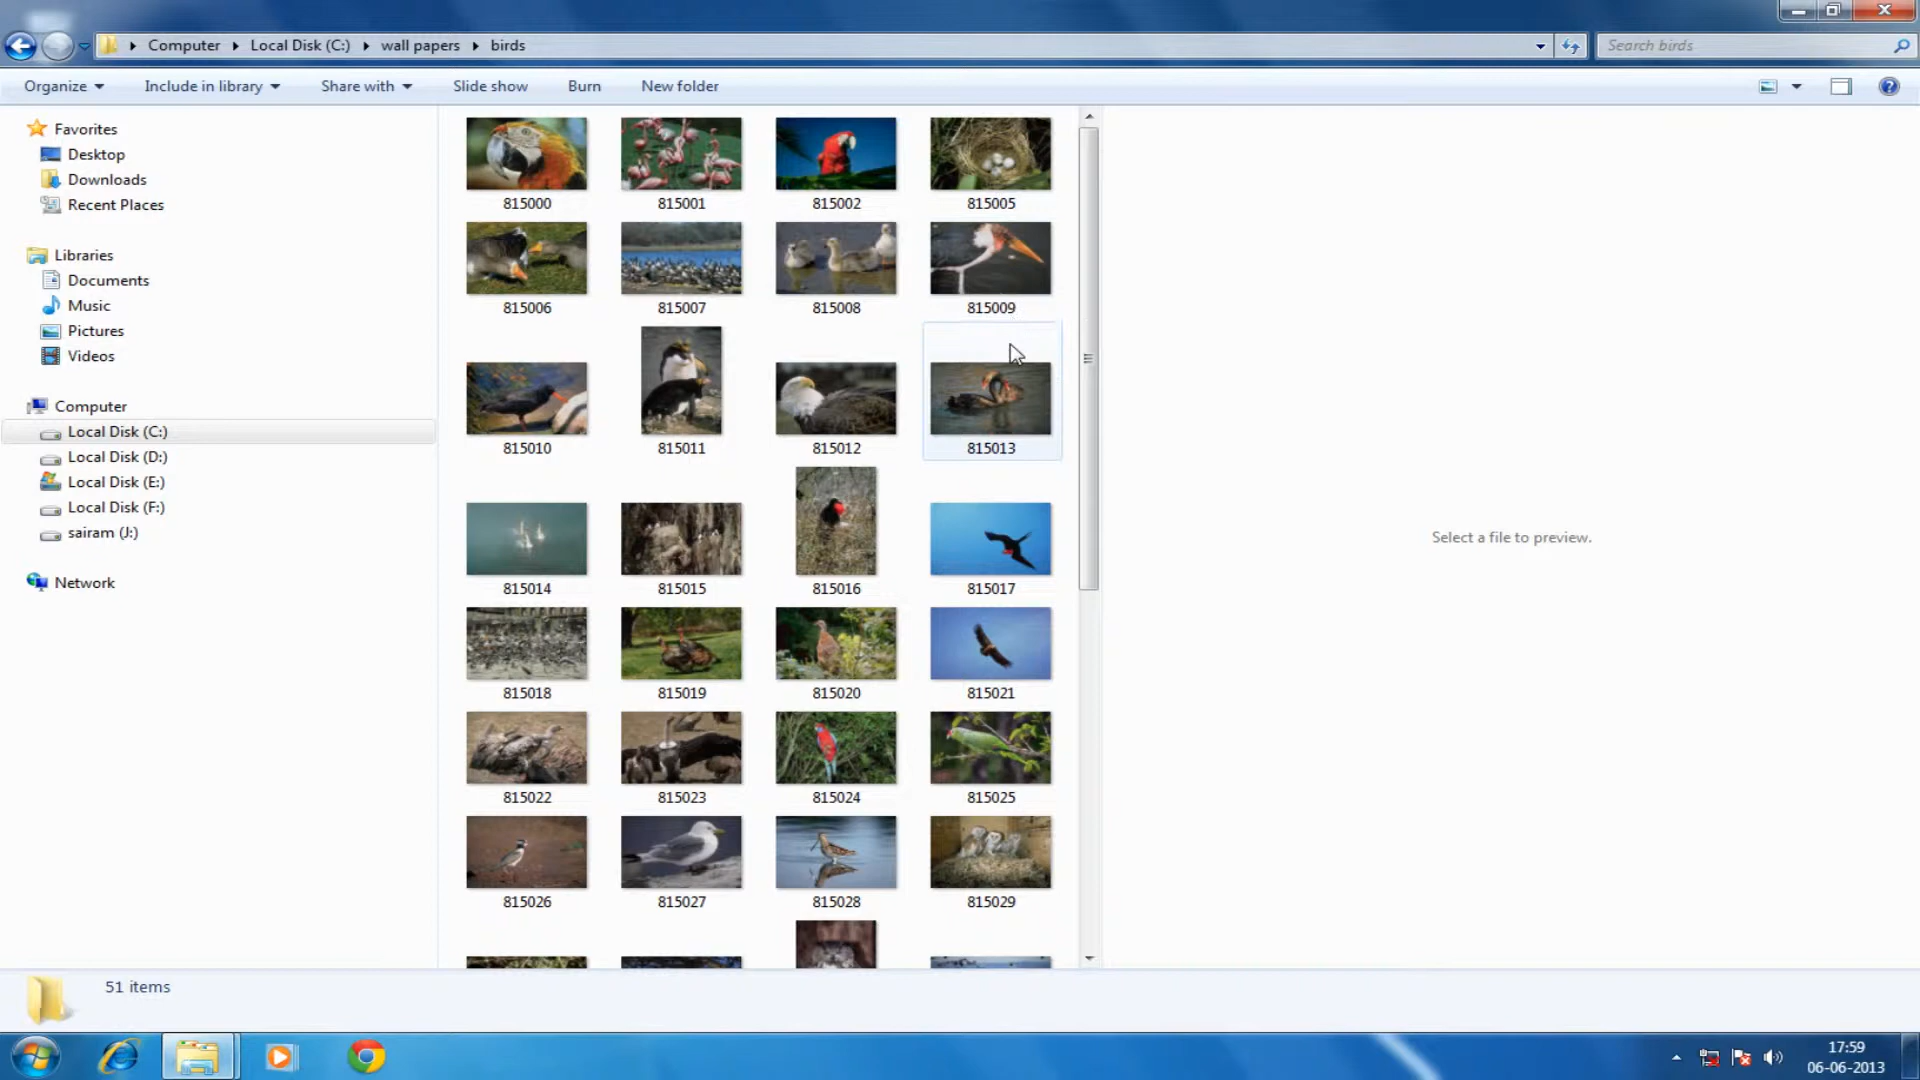 Computer Local Disk (C:) wall papers birds
Search birds
Organize Include in library Share with Slide show Burn New folder
Favorites
Desktop
Downloads
Recent Places
Libraries
Documents
Music
Pictures
Videos
Computer
Local Disk (C:)
Local Disk (D:)
Local Disk (E:)
Local Disk (F:)
sairam (J:)
Network
815000 815001 815002 815005
815006 815007 815008 815009
815010 815011 815012 815013
815014 815015 815016 815017
815018 815019 815020 815021
815022 815023 815024 815025
815026 815027 815028 815029
Select a file to preview.
51 items
17:59
06-06-2013